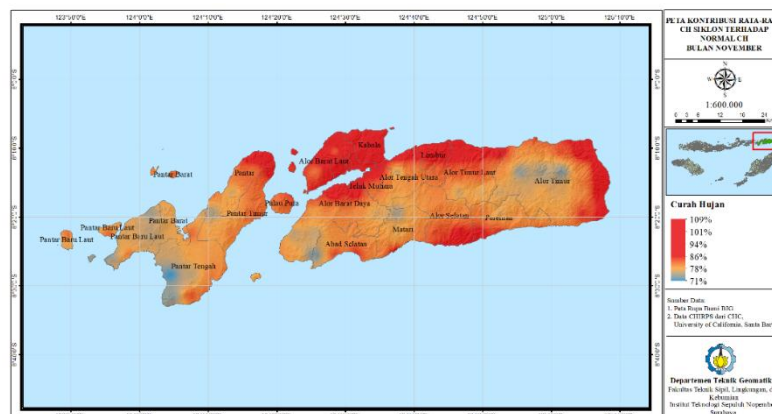 PETA KONTRIBUSI RATA-RA
CH SIKLON TERHADAP
NORMAL CH
BULAN NOVEMBER
N
W
E
S
1:600.000
123°50'0"E
124°0'0"E
124°10'0"E
124°20'0"E
124°30'0"E
124°40'0"E
124°50'0"E
125°0'0"E
Kabola
Alor Barat Laut
Lembur
Pantar
Pantar Barat
Alor Tengah Utara
Alor Timur Laut
Alor Timur
Teluk Mutiara
Pulau Pura
Alor Barat Daya
Pantar Timur
Pantar Barat
Alor Selatan
Pureman
Pantar Baru Laut
Pantar Baru Laut
Pantar Baru Laut
Mataru
Abad Selatan
Pantar Tengah
Curah Hujan
109%
101%
94%
86%
78%
71%
Sumber Data:
1. Peta Rupa Bumi BIG
2. Data CHIRPS dari CHC,
University of California, Santa Bar
Departemen Teknik Geomatik
Fakultas Teknik Sipil, Lingkungan, d
Kebumian
Institut Teknologi Sepuluh Nopemb
Surabaya